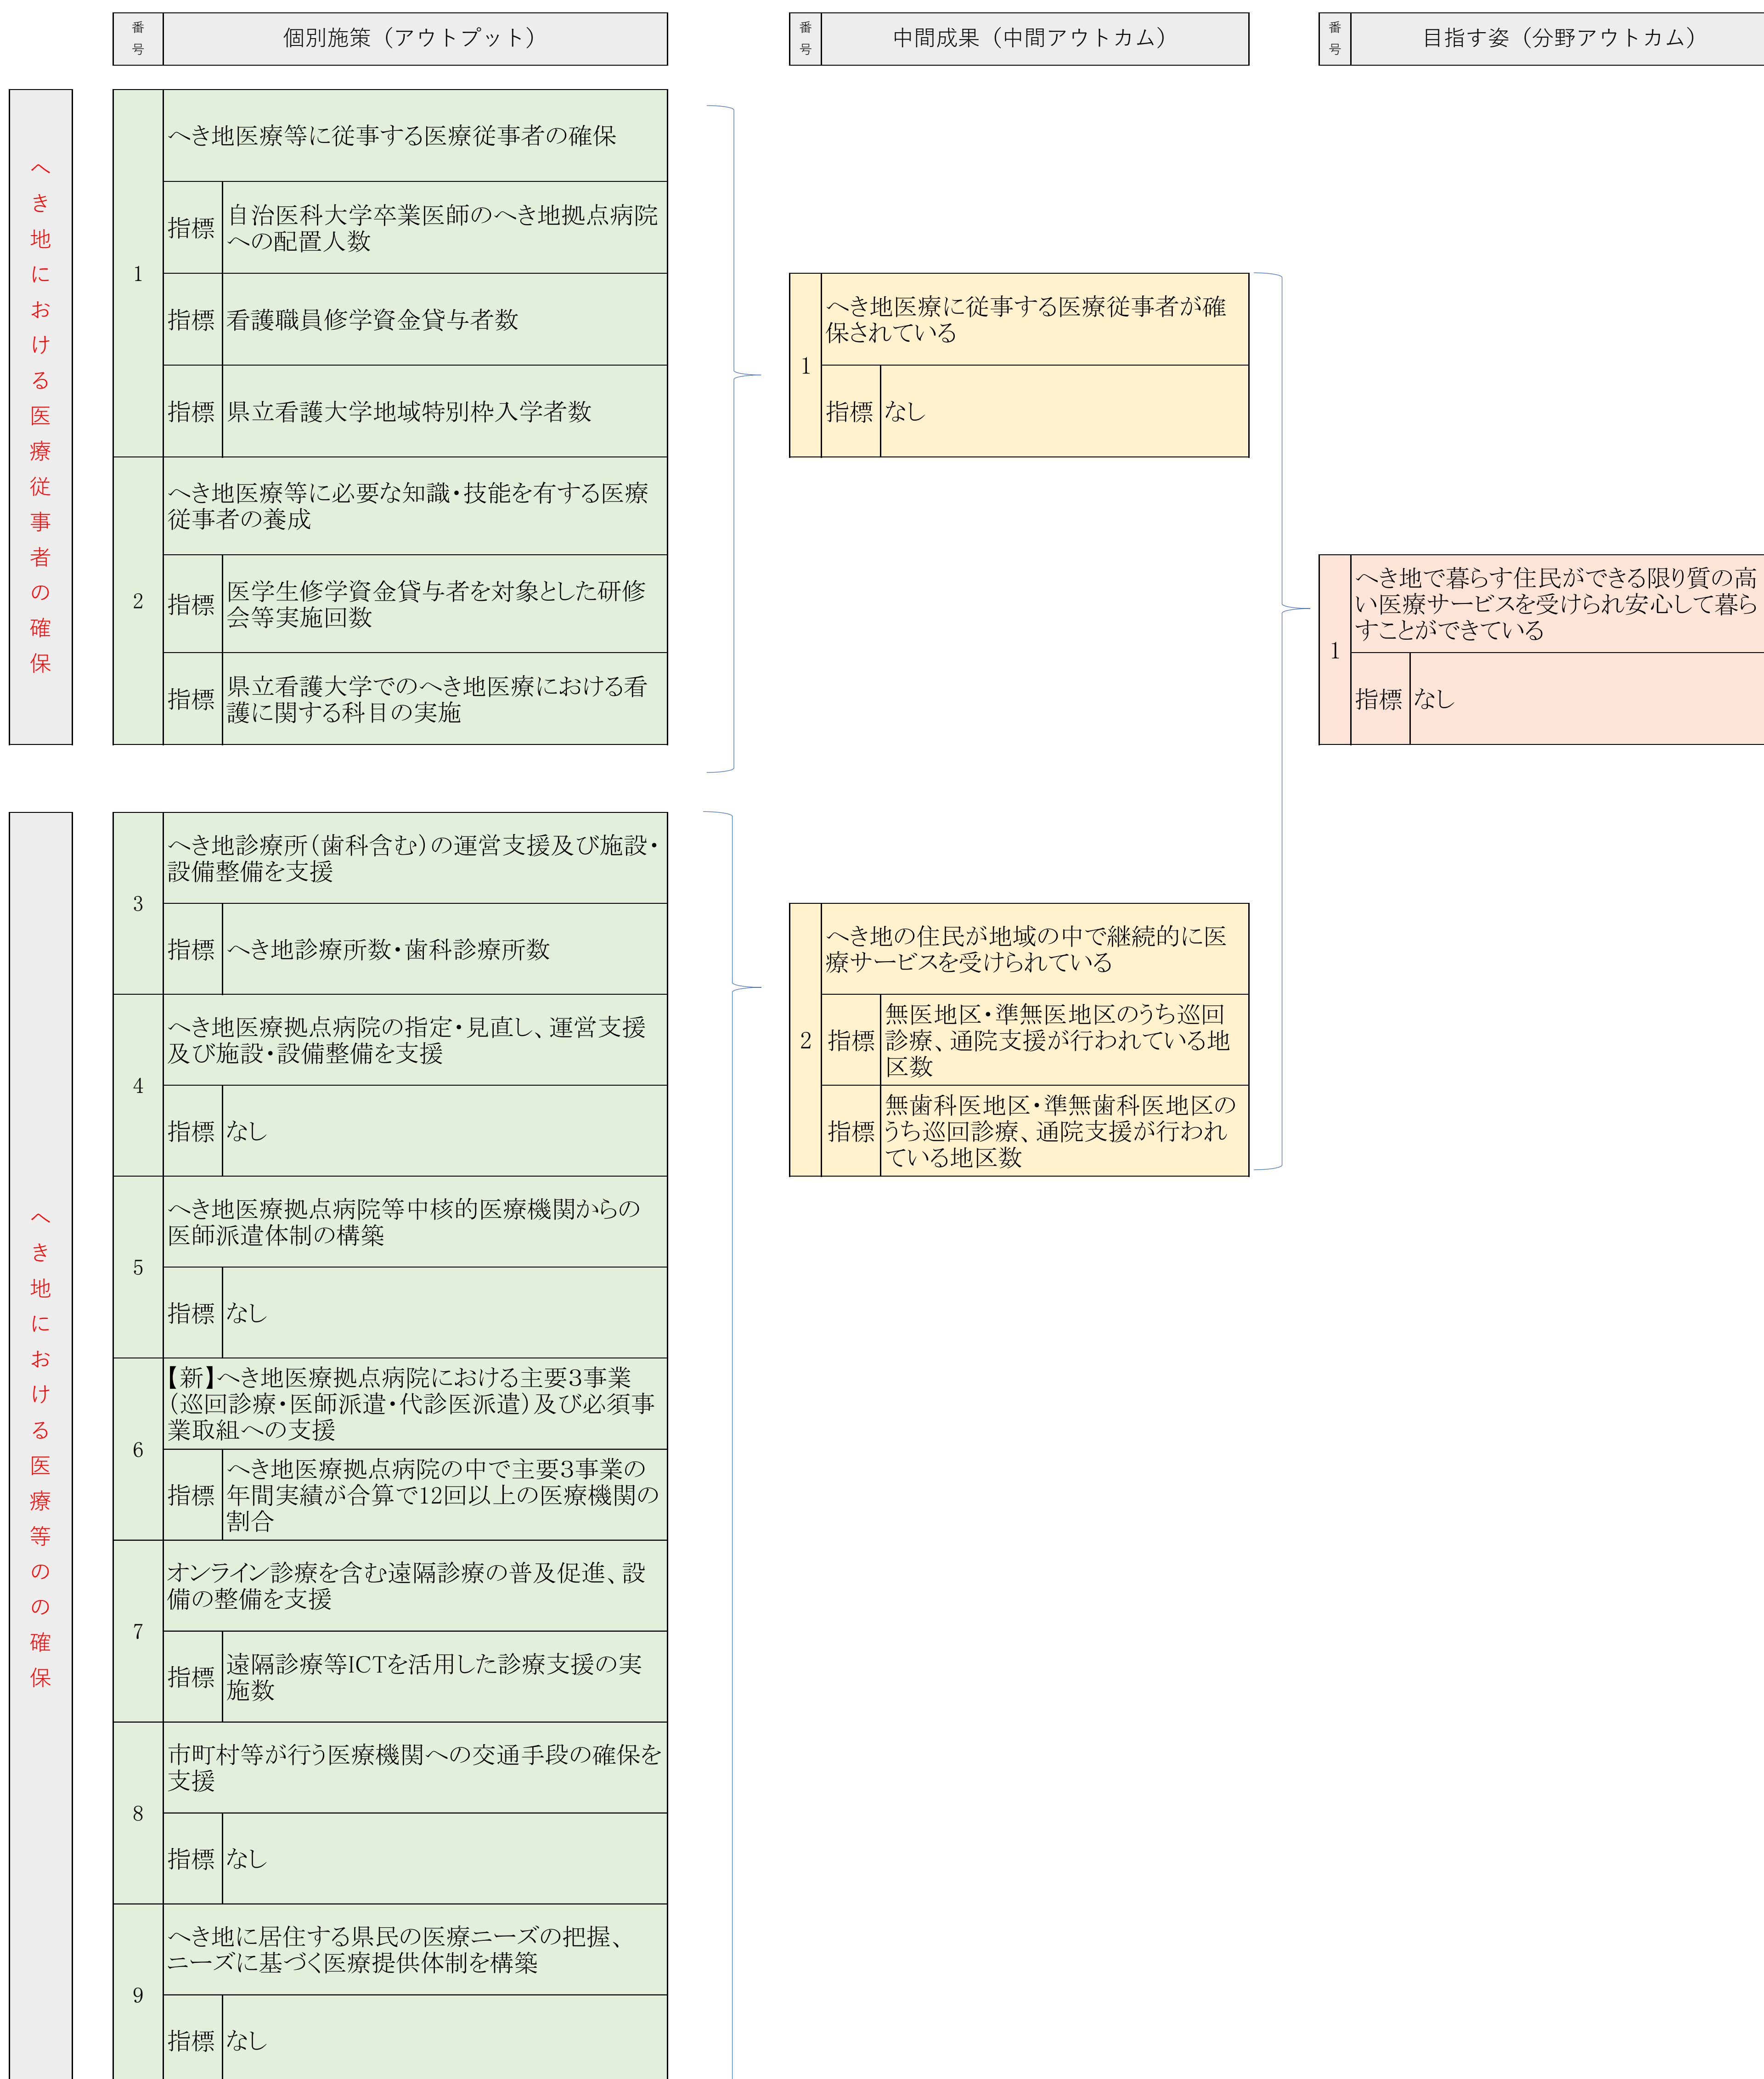 番号
個別施策（アウトプット）
番号
中間成果（中間アウトカム）
番号
目指す姿（分野アウトカム）
へき地における医療従事者の確保
1
へき地医療等に従事する医療従事者の確保
指標
自治医科大学卒業医師のへき地拠点病院
への配置人数
指標
看護職員修学資金貸与者数
指標
県立看護大学地域特別枠入学者数
2
へき地医療等に必要な知識・技能を有する医療
従事者の養成
指標
医学生修学資金貸与者を対象とした研修
会等実施回数
指標
県立看護大学でのへき地医療における看
護に関する科目の実施
1
へき地医療に従事する医療従事者が確
保されている
指標
なし
1
へき地で暮らす住民ができる限り質の高
い医療サービスを受けられ安心して暮ら
すことができている
指標
なし
へき地における医療等のの確保
3
へき地診療所（歯科含む）の運営支援及び施設・
設備整備を支援
指標
へき地診療所数・歯科診療所数
4
へき地医療拠点病院の指定・見直し、運営支援
及び施設・設備整備を支援
指標
なし
5
へき地医療拠点病院等中核的医療機関からの
医師派遣体制の構築
指標
なし
6
【新】へき地医療拠点病院における主要3事業
（巡回診療・医師派遣・代診医派遣）及び必須事
業取組への支援
指標
へき地医療拠点病院の中で主要3事業の
年間実績が合算で12回以上の医療機関の
割合
7
オンライン診療を含む遠隔診療の普及促進、設
備の整備を支援
指標
遠隔診療等ICTを活用した診療支援の実
施数
8
市町村等が行う医療機関への交通手段の確保を
支援
指標
なし
9
へき地に居住する県民の医療ニーズの把握、
ニーズに基づく医療提供体制を構築
指標
なし
2
へき地の住民が地域の中で継続的に医
療サービスを受けられている
指標
無医地区・準無医地区のうち巡回
診療、通院支援が行われている地
区数
指標
無歯科医地区・準無歯科医地区の
うち巡回診療、通院支援が行われ
ている地区数